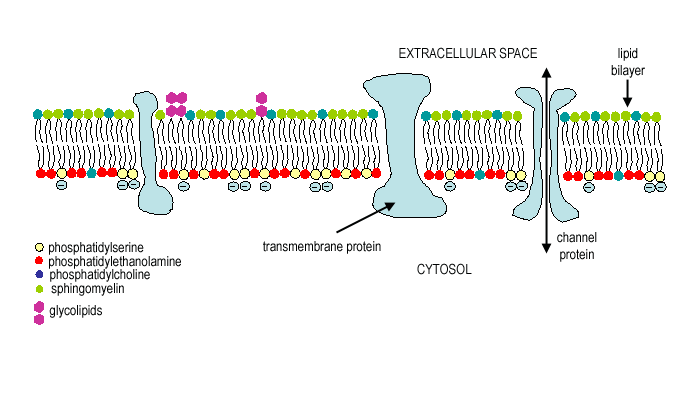 EXTRACELLULAR SPACE
lipid
bilayer
transmembrane protein
channel
protein
CYTOSOL
phosphatidylserine
phosphatidylethanolamine
phosphatidylcholine
sphingomyelin
glycolipids